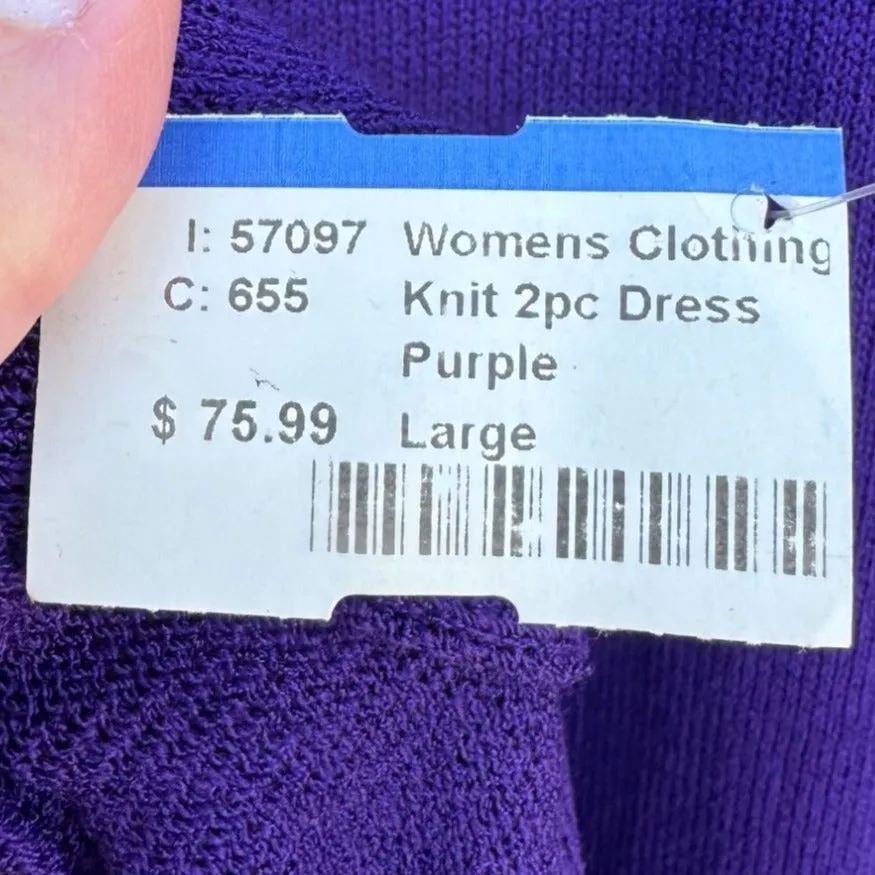 I: 57097 Womens Clothing
C: 655 Knit 2pc Dress
Purple
$ 75.99 Large